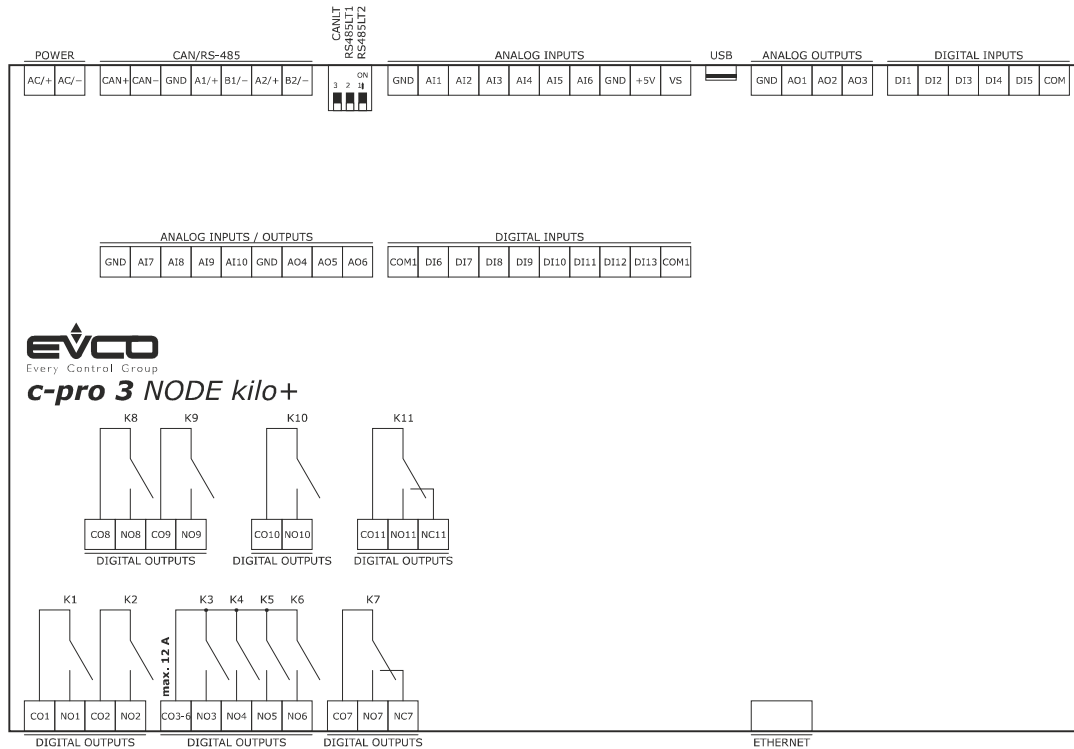 CANLT
RS485LT1
RS485LT2
POWER
CAN/RS-485
ANALOG INPUTS
USB
ANALOG OUTPUTS
DIGITAL INPUTS
AC/+ AC/-
CAN+ CAN- GND A1/+ B1/- A2/+ B2/-
ON
3 2 1
GND AI1 AI2 AI3 AI4 AI5 AI6 GND +5V VS
GND AO1 AO2 AO3
DI1 DI2 DI3 DI4 DI5 COM
ANALOG INPUTS / OUTPUTS
DIGITAL INPUTS
GND AI7 AI8 AI9 AI10 GND AO4 AO5 AO6
COM1 DI6 DI7 DI8 DI9 DI10 DI11 DI12 DI13 COM1
EVCO
Every Control Group
c-pro 3 NODE kilo+
K8 K9 K10 K11
CO8 NO8 CO9 NO9
CO10 NO10
CO11 NO11 NC11
DIGITAL OUTPUTS
DIGITAL OUTPUTS
DIGITAL OUTPUTS
K1 K2 K3 K4 K5 K6 K7
max. 12 A
CO1 NO1 CO2 NO2
CO3-6 NO3 NO4 NO5 NO6
CO7 NO7 NC7
DIGITAL OUTPUTS
DIGITAL OUTPUTS
DIGITAL OUTPUTS
ETHERNET